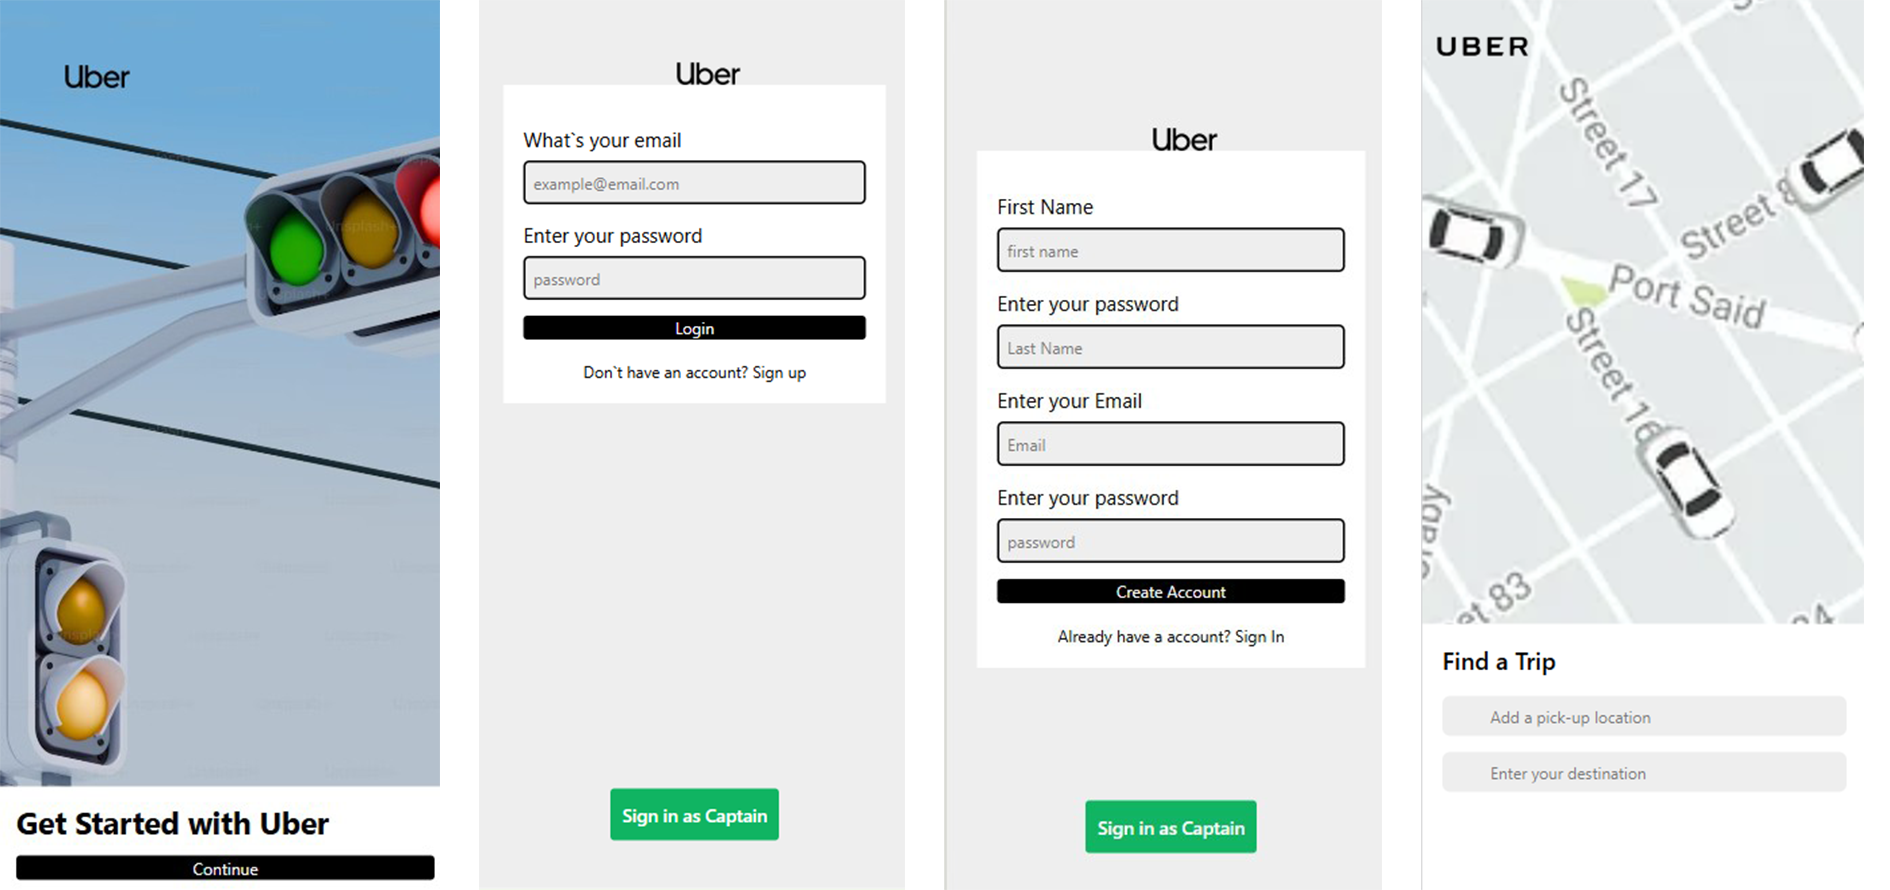 Uber
Get Started with Uber
Continue
Uber
What`s your email
example@email.com
Enter your password
password
Login
Don`t have an account? Sign up
Sign in as Captain
Uber
First Name
first name
Enter your password
Last Name
Enter your Email
Email
Enter your password
password
Create Account
Already have a account? Sign In
Sign in as Captain
UBER
Street 17
Street
Port Said
Street 16
83
Find a Trip
Add a pick-up location
Enter your destination